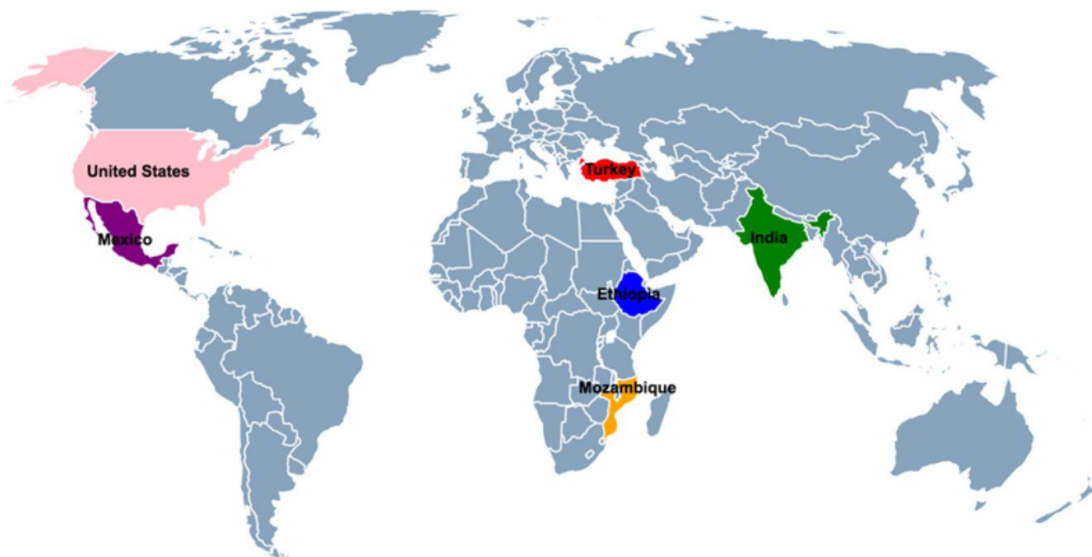 United States
Turkey
Mexico
India
Ethiopia
Mozambique